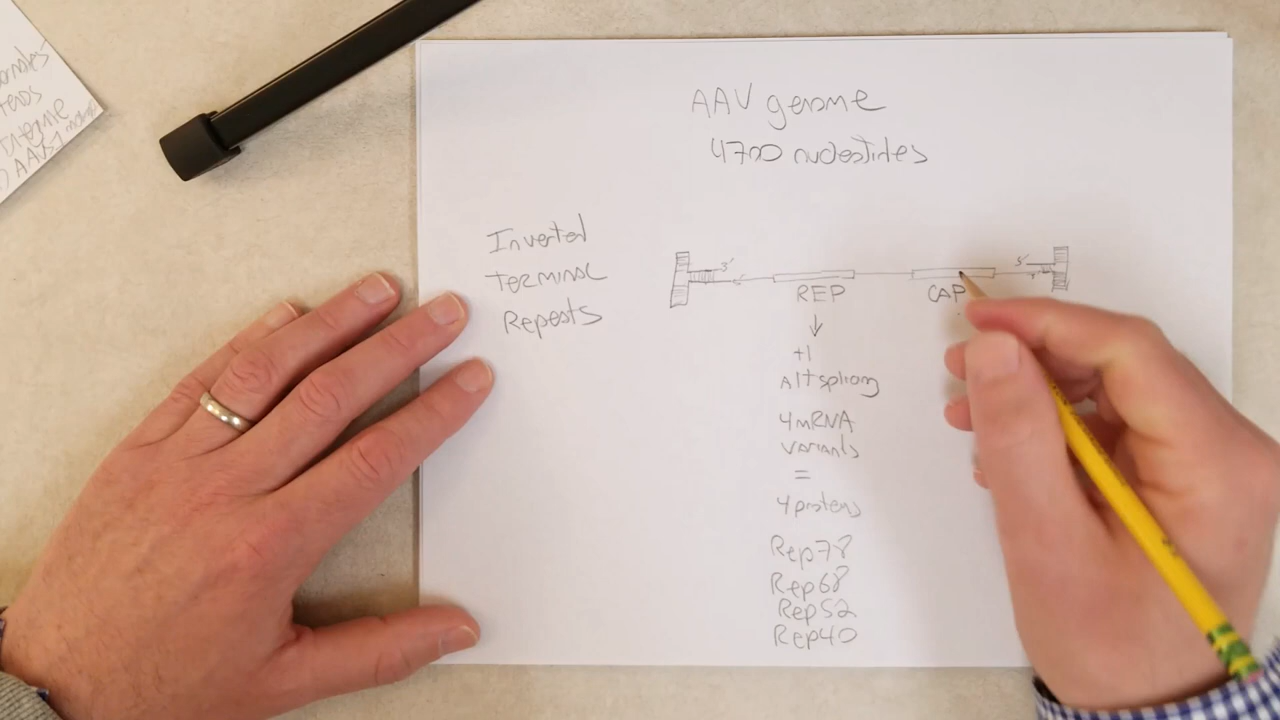 AAV genome
4700 nucleotides
Inverted
Terminal
Repeats
3'
5'
REP
CAP
+1
Alt splicing
4 mRNA
variants
=
4 proteins
Rep78
Rep68
Rep52
Rep40